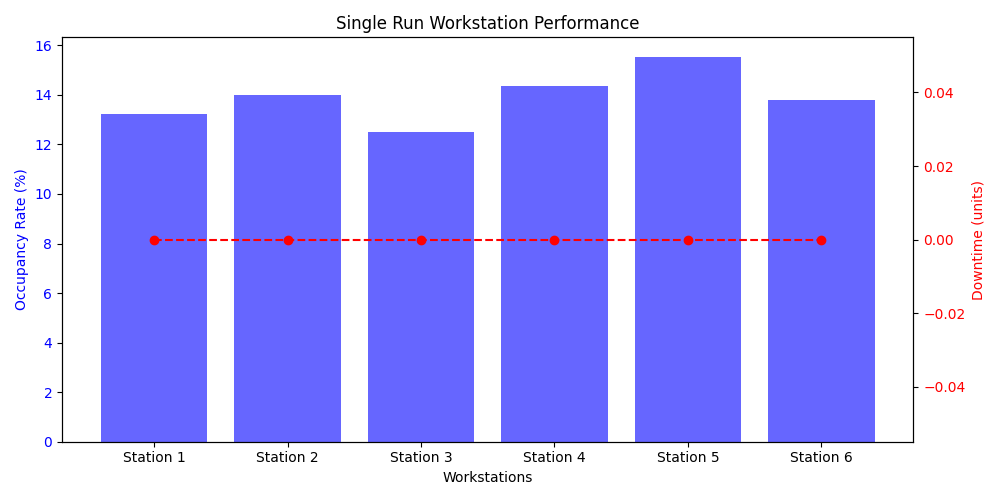 Single Run Workstation Performance
Occupancy Rate (%)
16
14
12
10
8
6
4
2
0
0.04
0.02
0.00
−0.02
−0.04
Downtime (units)
Station 1 Station 2 Station 3 Station 4 Station 5 Station 6
Workstations